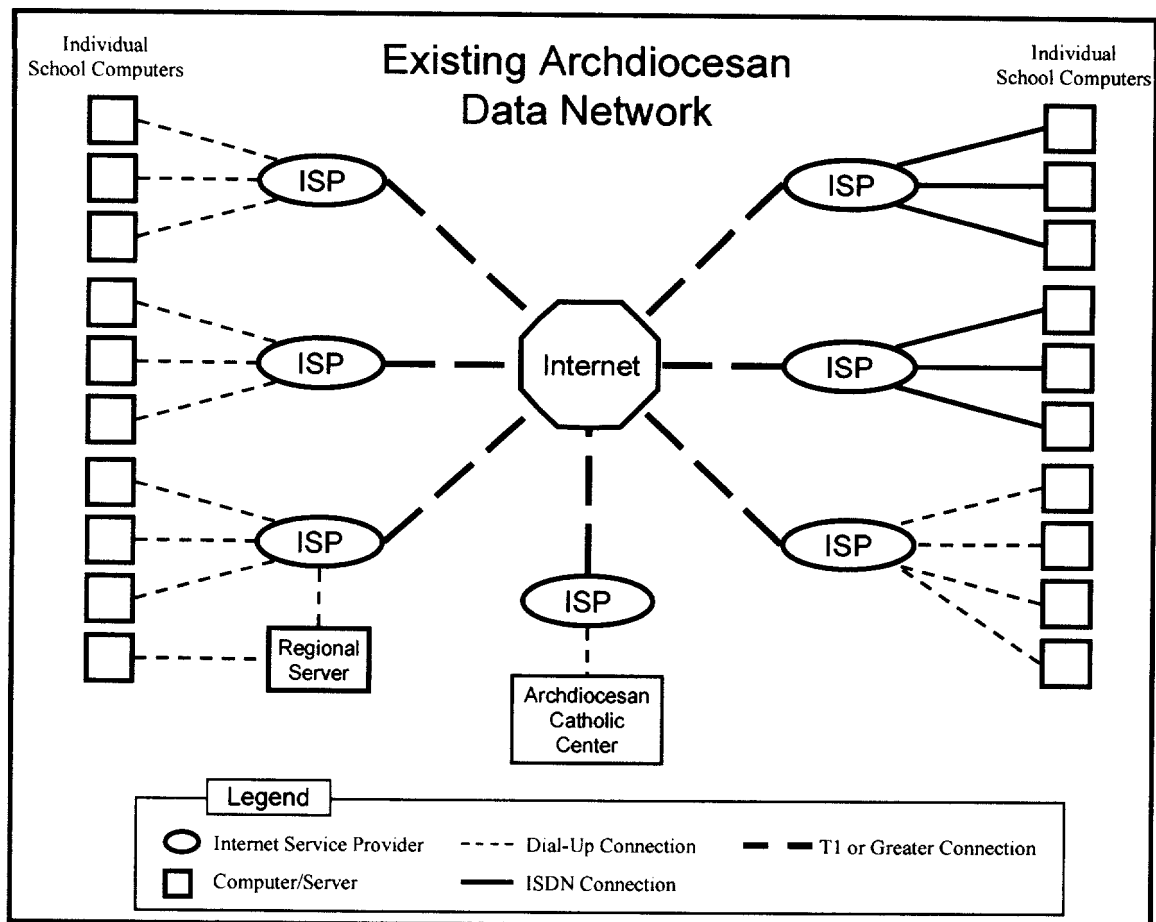 Individual
School Computers
Existing Archdiocesan
Data Network
Individual
School Computers
ISP
ISP
ISP
Internet
ISP
ISP
ISP
ISP
Regional
Server
Archdiocesan
Catholic
Center
Legend
Internet Service Provider
Dial-Up Connection
T1 or Greater Connection
Computer/Server
ISDN Connection